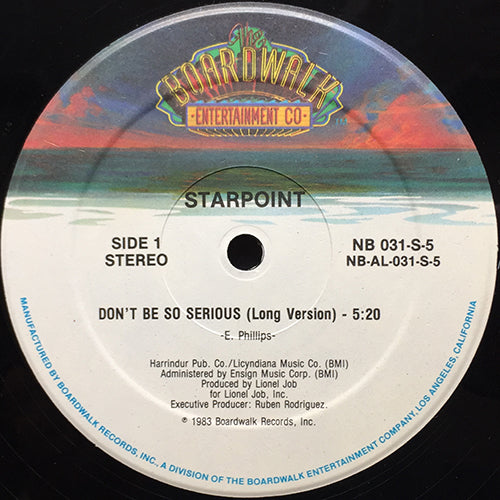 The
BOARDWALK
ENTERTAINMENT CO.
TM
STARPOINT
SIDE 1
STEREO
NB 031-S-5
NB-AL-031-S-5
DON'T BE SO SERIOUS (Long Version) - 5:20
-E. Phillips-
Harrindur Pub. Co./Licyndiana Music Co. (BMI)
Administered by Ensign Music Corp. (BMI)
Produced by Lionel Job
for Lionel Job, Inc.
Executive Producer: Ruben Rodriguez.
℗ 1983 Boardwalk Records, Inc.
MANUFACTURED BY BOARDWALK RECORDS, INC., A DIVISION OF THE BOARDWALK ENTERTAINMENT COMPANY, LOS ANGELES, CALIFORNIA